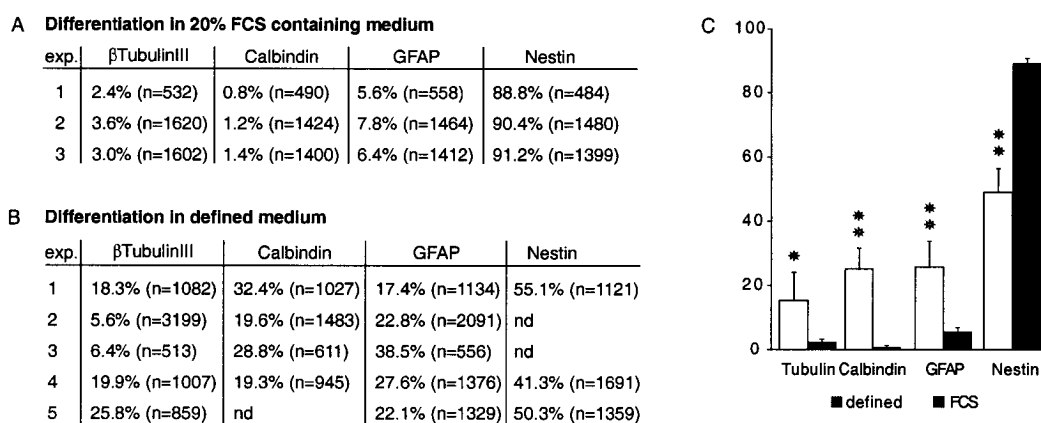 A Differentiation in 20% FCS containing medium
exp. βTubulinIII Calbindin GFAP Nestin
1 2.4% (n=532) 0.8% (n=490) 5.6% (n=558) 88.8% (n=484)
2 3.6% (n=1620) 1.2% (n=1424) 7.8% (n=1464) 90.4% (n=1480)
3 3.0% (n=1602) 1.4% (n=1400) 6.4% (n=1412) 91.2% (n=1399)
B Differentiation in defined medium
exp. βTubulinIII Calbindin GFAP Nestin
1 18.3% (n=1082) 32.4% (n=1027) 17.4% (n=1134) 55.1% (n=1121)
2 5.6% (n=3199) 19.6% (n=1483) 22.8% (n=2091) nd
3 6.4% (n=513) 28.8% (n=611) 38.5% (n=556) nd
4 19.9% (n=1007) 19.3% (n=945) 27.6% (n=1376) 41.3% (n=1691)
5 25.8% (n=859) nd 22.1% (n=1329) 50.3% (n=1359)
C
100
80
60
40
20
0
Tubulin Calbindin GFAP Nestin
defined FCS